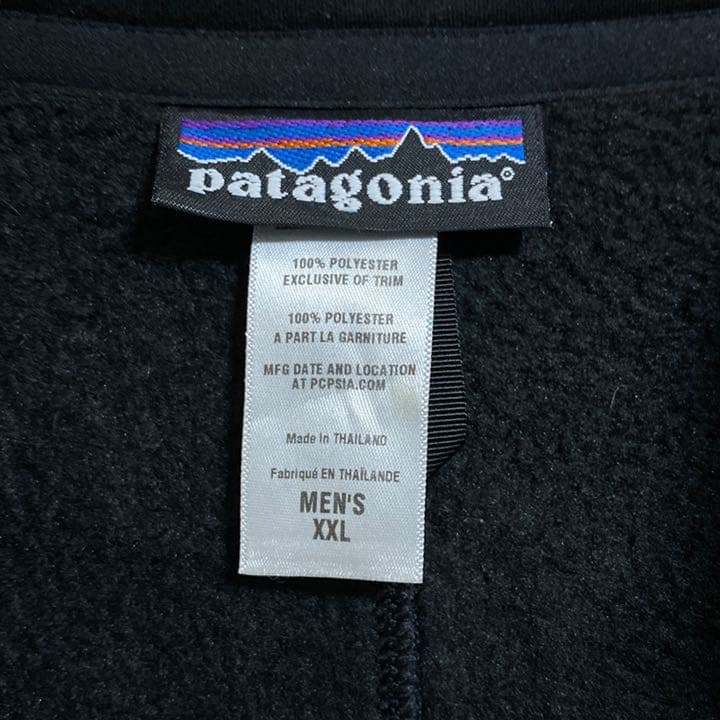 patagonia®
100% POLYESTER
EXCLUSIVE OF TRIM
100% POLYESTER
A PART LA GARNITURE
MFG DATE AND LOCATION
AT PCPSIA.COM
Made in THAILAND
Fabriqué EN THAÏLANDE
MEN'S
XXL